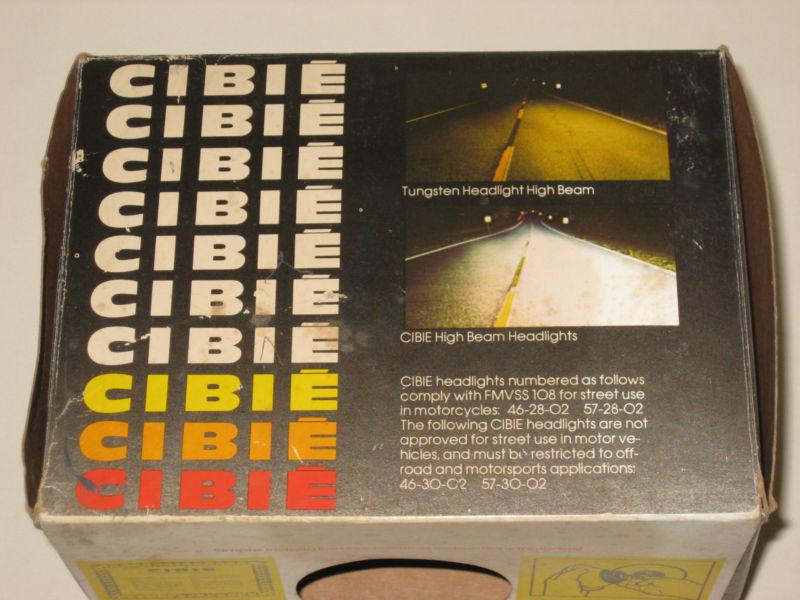 CIBIÉ
CIBIÉ
CIBIÉ
CIBIÉ
CIBIÉ
CIBIÉ
CIBIÉ
CIBIÉ
CIBIÉ
CIBIÉ
Tungsten Headlight High Beam
CIBIE High Beam Headlights
CIBIE headlights numbered as follows
comply with FMVSS 108 for street use
in motorcycles: 46-28-02 57-28-02
The following CIBIE headlights are not
approved for street use in motor ve-
hicles, and must be restricted to off-
road and motorsports applications:
46-30-02 57-30-02
CIBIE